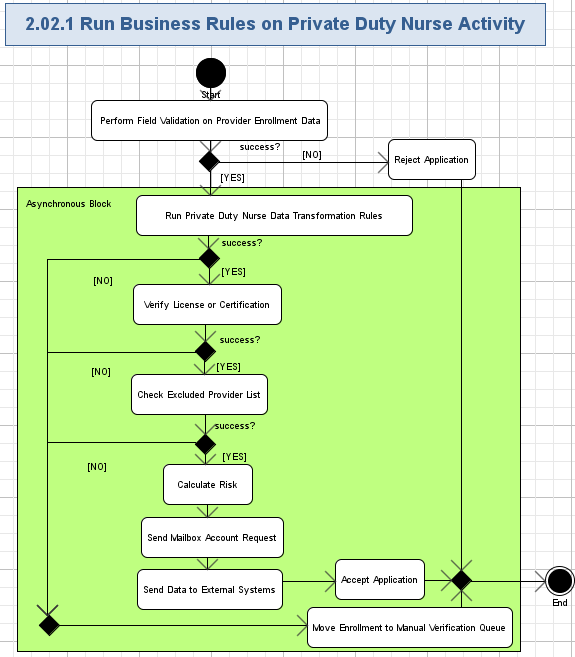 2.02.1 Run Business Rules on Private Duty Nurse Activity
Start
Perform Field Validation on Provider Enrollment Data
success?
[NO]
Reject Application
[YES]
Asynchronous Block
Run Private Duty Nurse Data Transformation Rules
success?
[YES]
[NO]
Verify License or Certification
success?
[YES]
[NO]
Check Excluded Provider List
success?
[YES]
[NO]
Calculate Risk
Send Mailbox Account Request
Send Data to External Systems
Accept Application
End
Move Enrollment to Manual Verification Queue